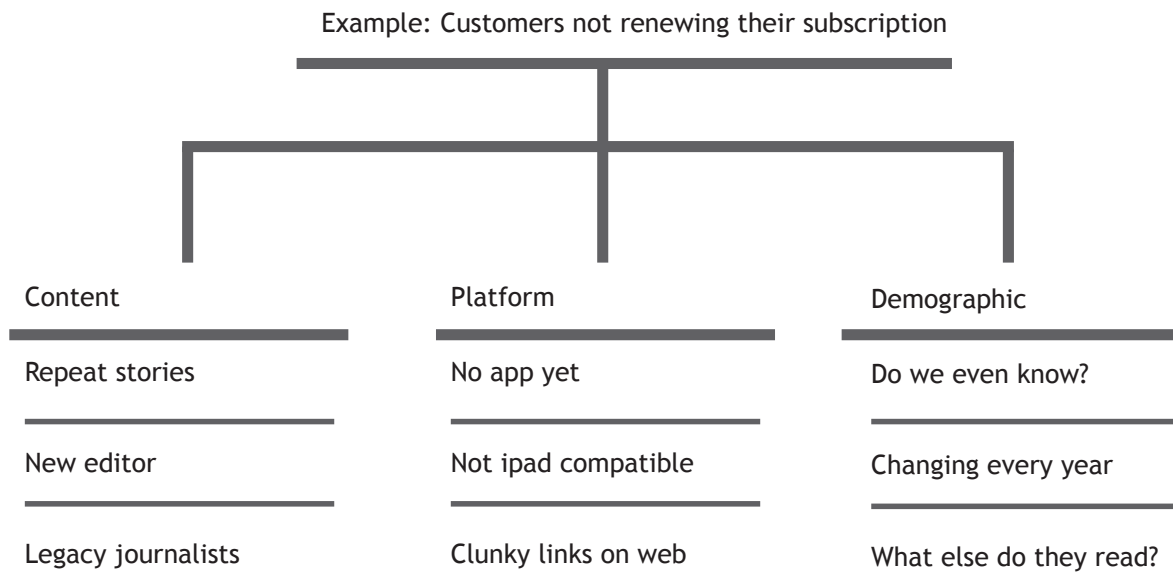 Example: Customers not renewing their subscription
Content
Repeat stories
New editor
Legacy journalists
Platform
No app yet
Not ipad compatible
Clunky links on web
Demographic
Do we even know?
Changing every year
What else do they read?